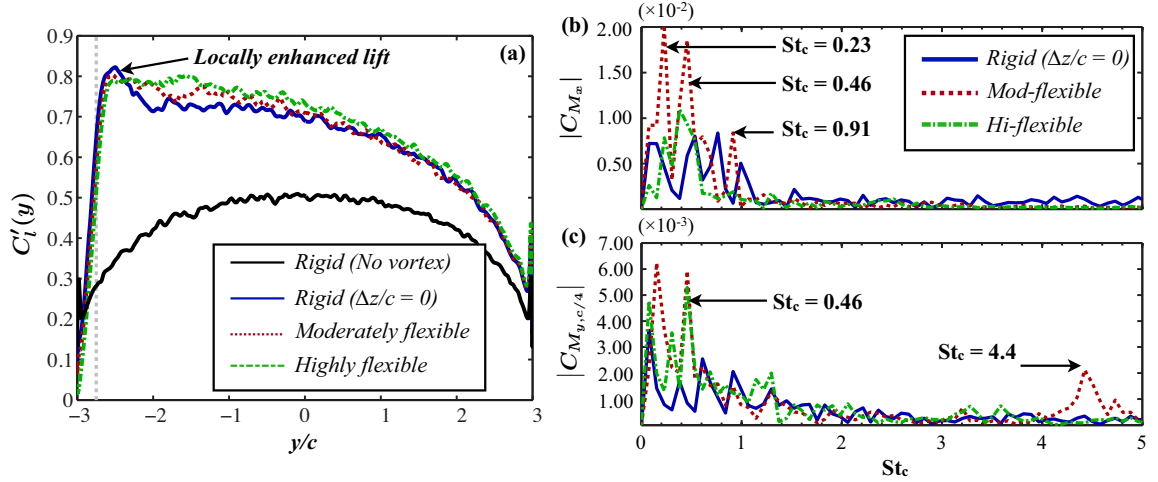 (a)
Locally enhanced lift
0.9
0.8
0.7
0.6
0.5
0.4
0.3
0.2
0.1
0
C_l′(y)
Rigid (No vortex)
Rigid (Δz/c = 0)
Moderately flexible
Highly flexible
−3 −2 −1 0 1 2 3
y/c
(b) (×10⁻²)
2.00
1.50
1.00
0.50
|C_{M_x}|
St_c = 0.23
St_c = 0.46
St_c = 0.91
Rigid (Δz/c = 0)
Mod-flexible
Hi-flexible
(c) (×10⁻³)
7.00
6.00
5.00
4.00
3.00
2.00
1.00
|C_{M_{y,c/4}}|
St_c = 0.46
St_c = 4.4
0 1 2 3 4 5
St_c